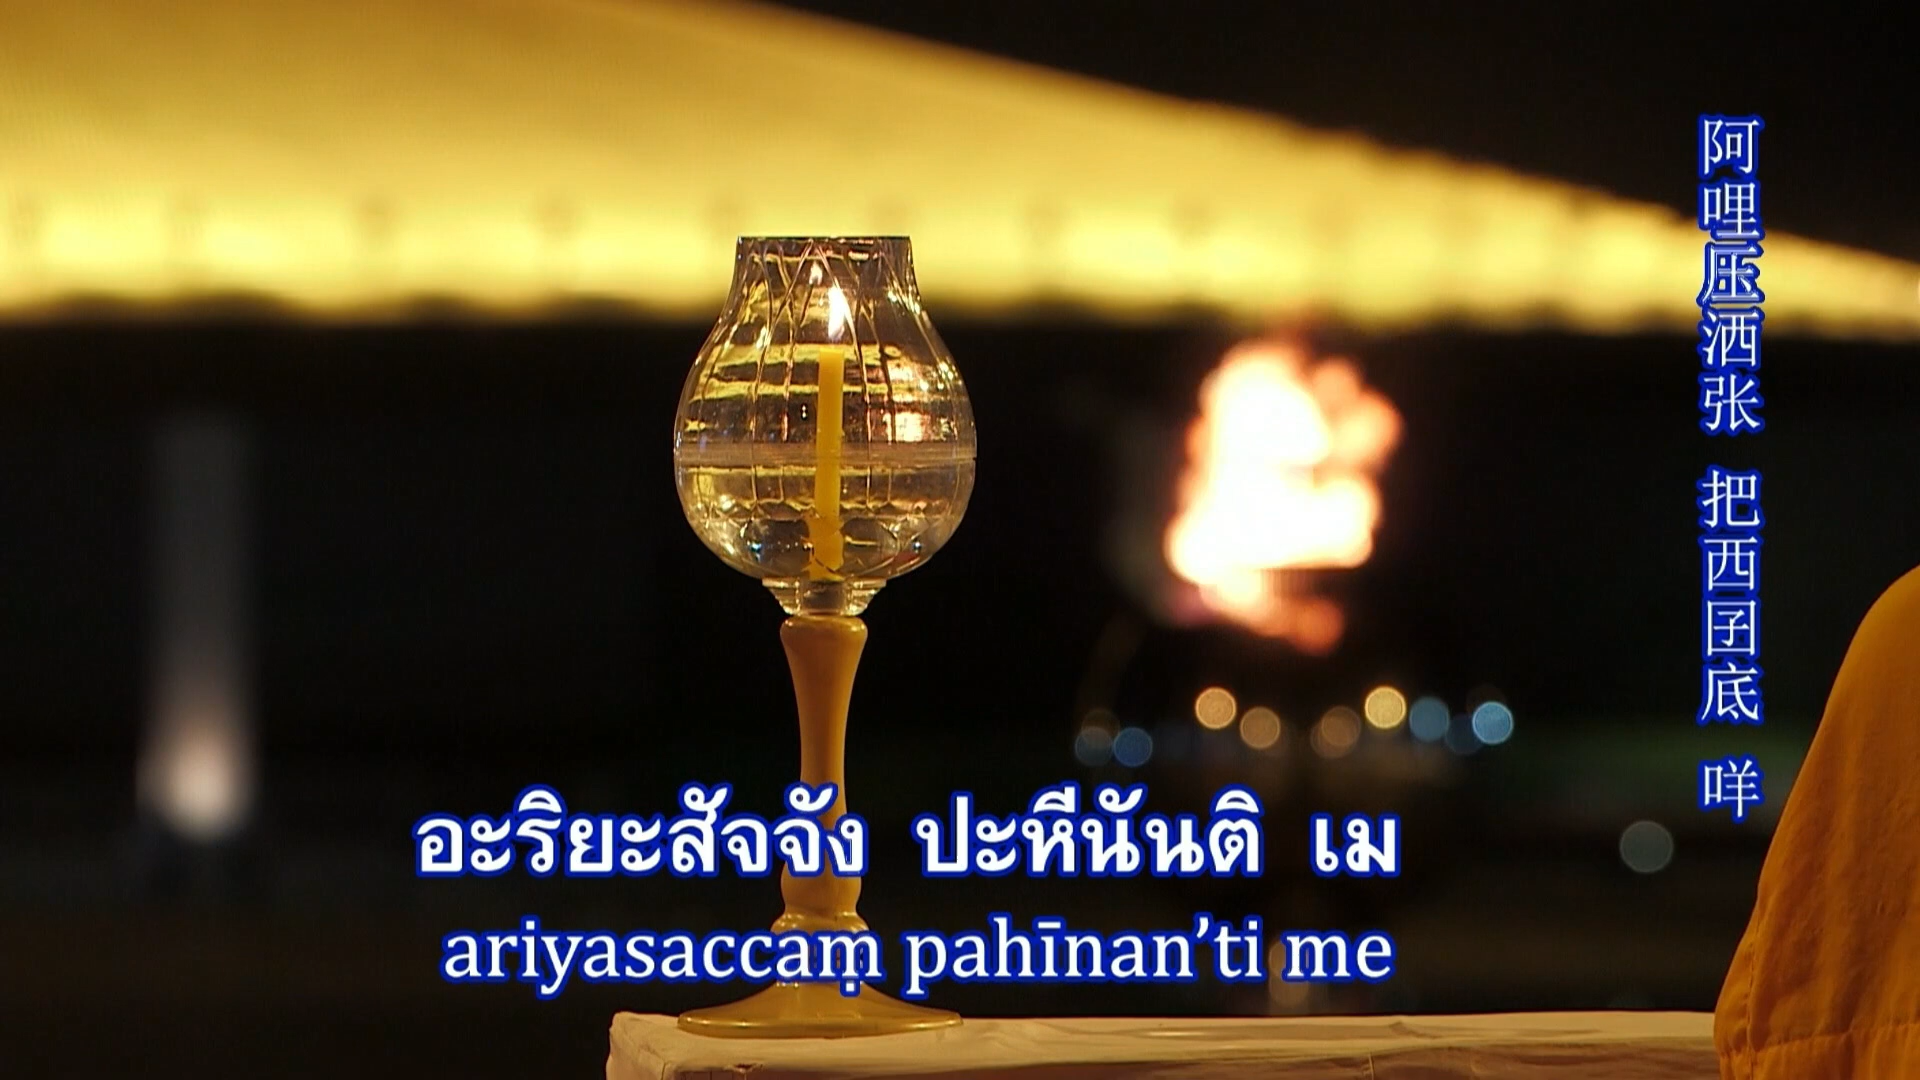 อะริยะสัจจัง ปะหีนันติ เม
ariyasaccaṃ pahīnan’ti me
阿哩压洒张 把西囝底 咩